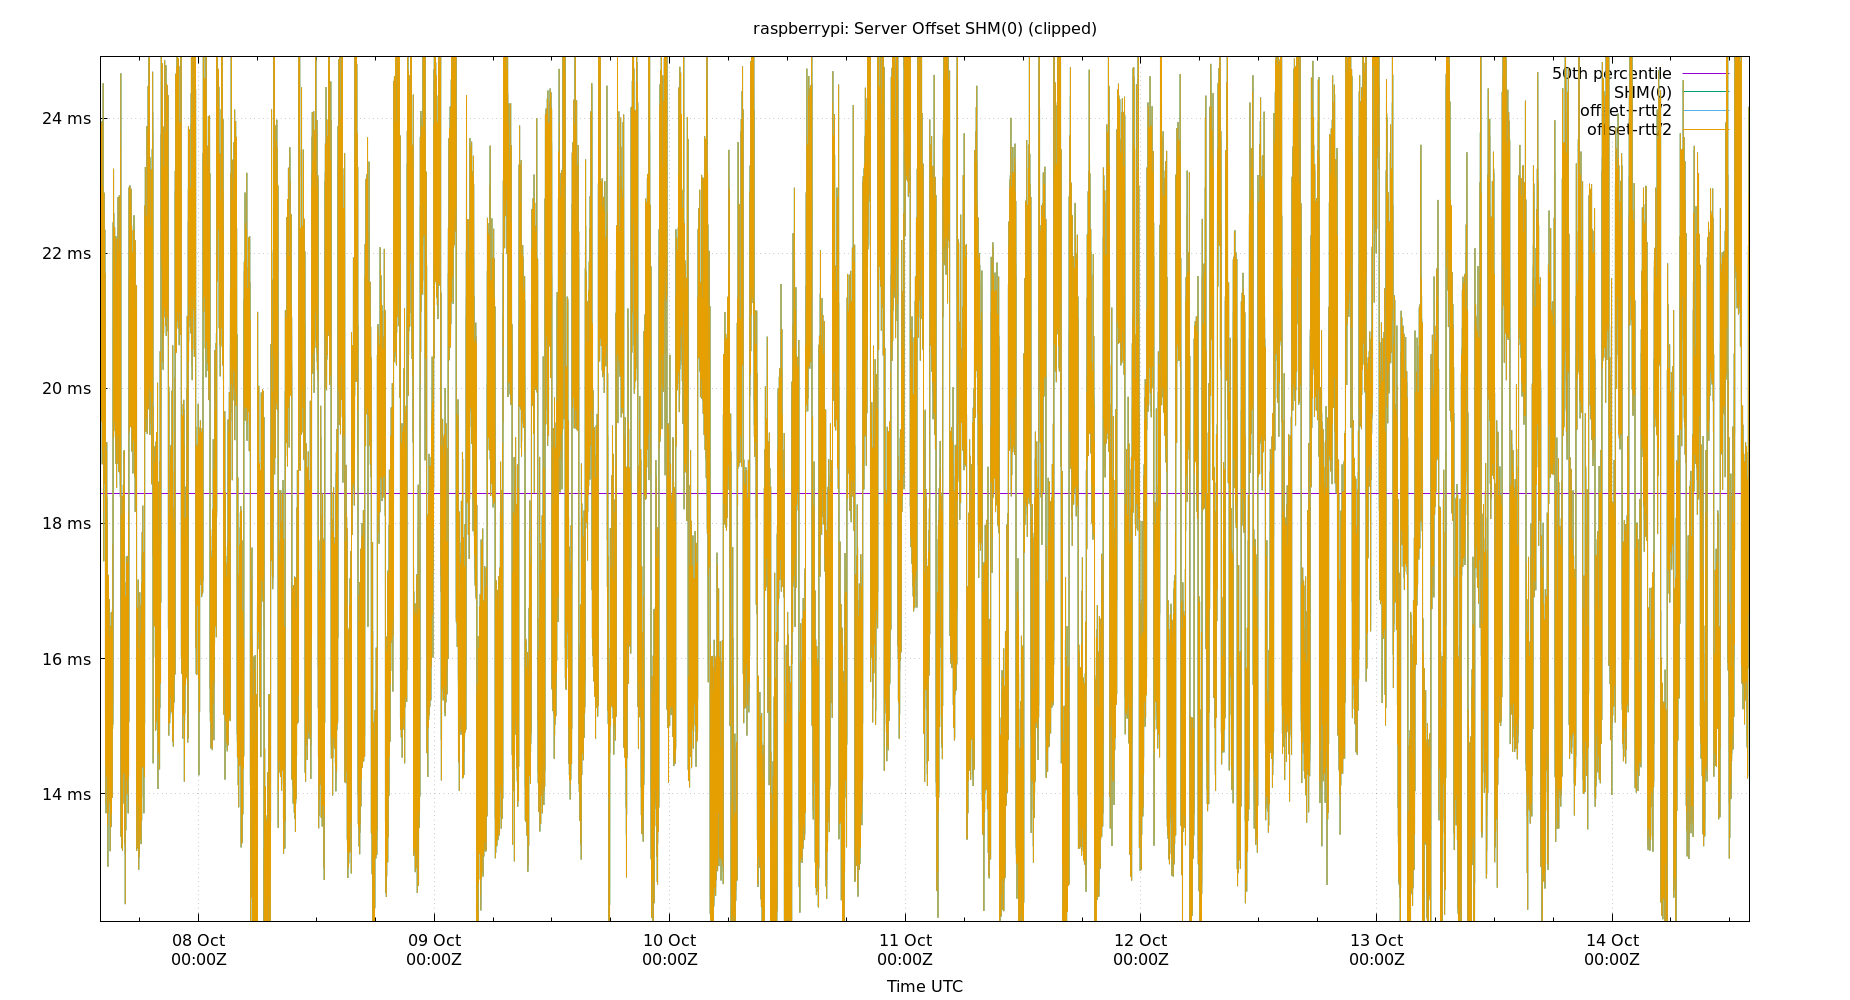 raspberrypi: Server Offset SHM(0) (clipped)
50th percentile
SHM(0)
offset+rtt/2
offset-rtt/2
24 ms
22 ms
20 ms
18 ms
16 ms
14 ms
08 Oct
00:00Z
09 Oct
00:00Z
10 Oct
00:00Z
11 Oct
00:00Z
12 Oct
00:00Z
13 Oct
00:00Z
14 Oct
00:00Z
Time UTC